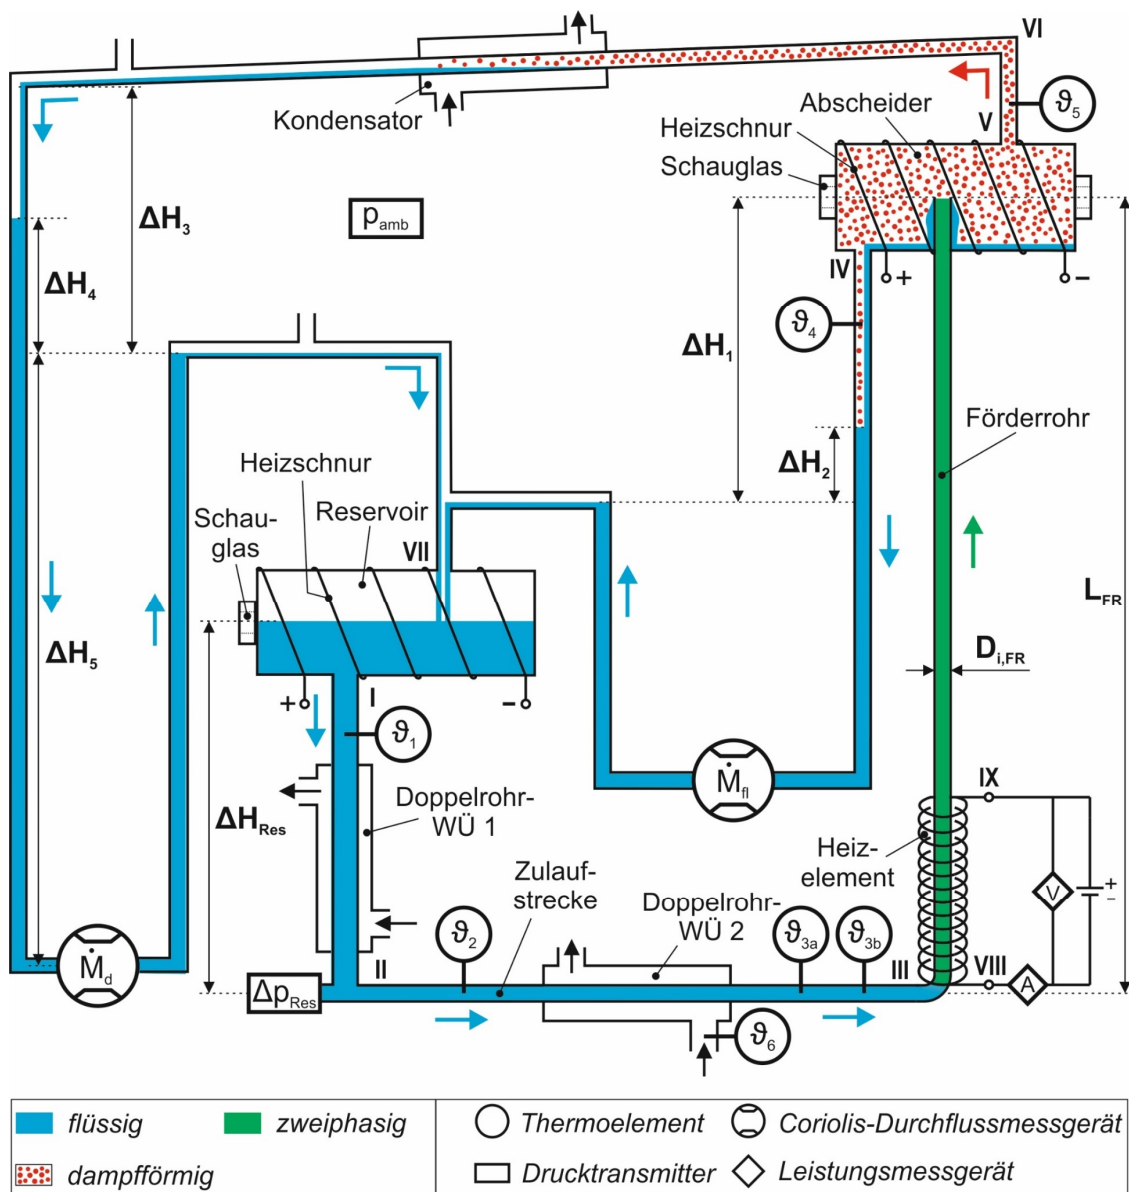 VI
Kondensator
Abscheider
V
ϑ5
Heizschnur
Schauglas
ΔH3
pamb
ΔH4
IV
+
−
ϑ4
ΔH1
Förderrohr
ΔH2
Heizschnur
Reservoir
Schau-
glas
VII
LFR
ΔH5
Di,FR
+
I
−
ϑ1
Ṁfl
IX
Doppelrohr-
WÜ 1
ΔHRes
Heiz-
element
Zulauf-
strecke
Doppelrohr-
WÜ 2
V
+
−
Ṁd
ϑ2
ϑ3a
ϑ3b
II
III
VIII
A
ΔpRes
ϑ6
flüssig
zweiphasig
Thermoelement
Coriolis-Durchflussmessgerät
dampfförmig
Drucktransmitter
Leistungsmessgerät